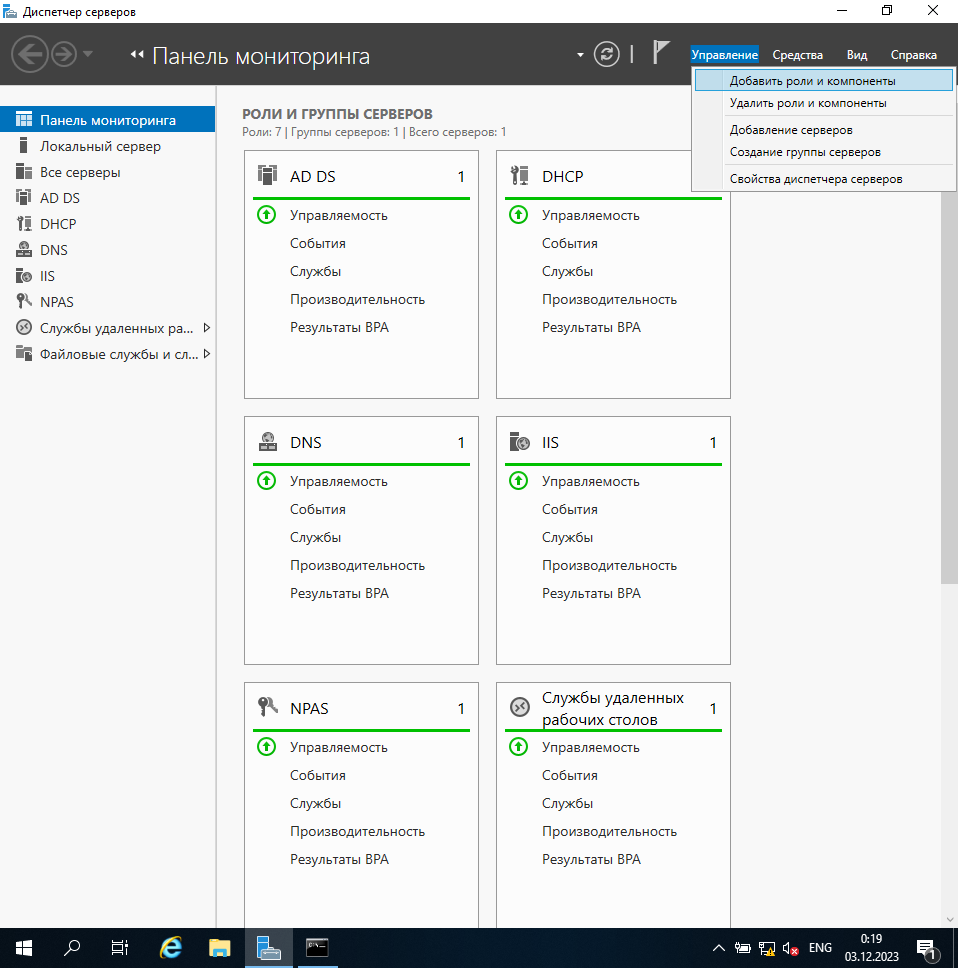 Диспетчер серверов
Панель мониторинга
Управление Средства Вид Справка
Добавить роли и компоненты
Удалить роли и компоненты
Добавление серверов
Создание группы серверов
Свойства диспетчера серверов
Панель мониторинга
Локальный сервер
Все серверы
AD DS
DHCP
DNS
IIS
NPAS
Службы удаленных ра...
Файловые службы и сл...
РОЛИ И ГРУППЫ СЕРВЕРОВ
Роли: 7 | Группы серверов: 1 | Всего серверов: 1
AD DS 1
Управляемость
События
Службы
Производительность
Результаты BPA
DHCP
Управляемость
События
Службы
Производительность
Результаты BPA
DNS 1
Управляемость
События
Службы
Производительность
Результаты BPA
IIS 1
Управляемость
События
Службы
Производительность
Результаты BPA
NPAS 1
Управляемость
События
Службы
Производительность
Результаты BPA
Службы удаленных
рабочих столов 1
Управляемость
События
Службы
Производительность
Результаты BPA
ENG
0:19
03.12.2023
1